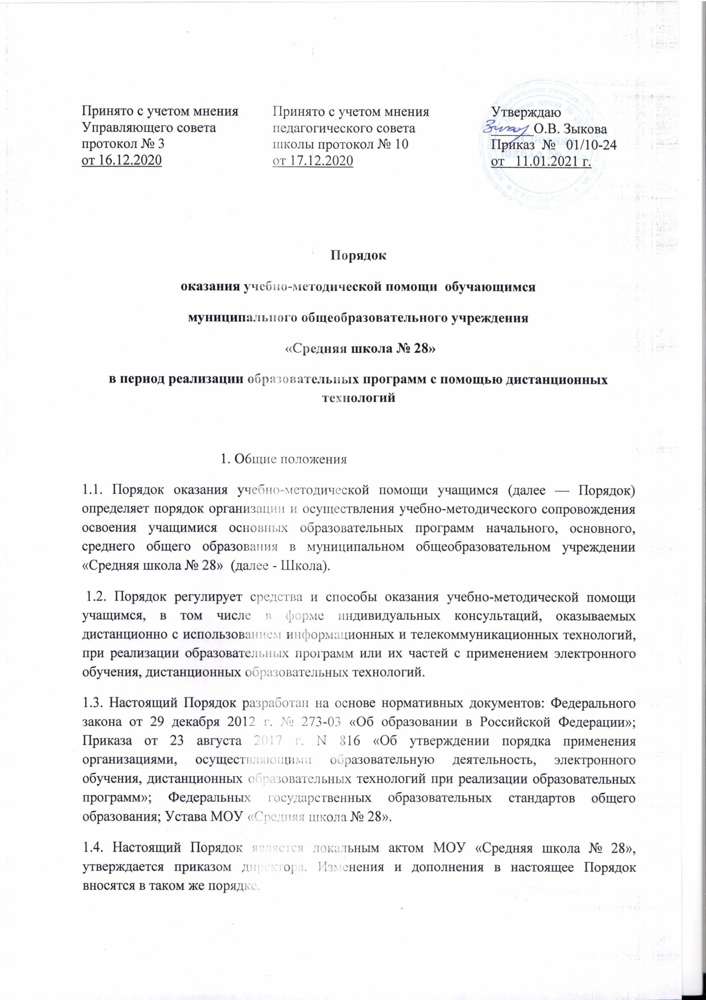 Принято с учетом мнения
Управляющего совета
протокол № 3
от 16.12.2020
Принято с учетом мнения
педагогического совета
школы протокол № 10
от 17.12.2020
Утверждаю
О.В. Зыкова
Приказ № 01/10-24
от 11.01.2021 г.
«Средняя
школа № 28»
Порядок
оказания учебно-методической помощи обучающимся
муниципального общеобразовательного учреждения
«Средняя школа № 28»
в период реализации образовательных программ с помощью дистанционных
технологий
1. Общие положения
1.1. Порядок оказания учебно-методической помощи учащимся (далее — Порядок)
определяет порядок организации и осуществления учебно-методического сопровождения
освоения учащимися основных образовательных программ начального, основного,
среднего общего образования в муниципальном общеобразовательном учреждении
«Средняя школа № 28» (далее - Школа).
1.2. Порядок регулирует средства и способы оказания учебно-методической помощи
учащимся, в том числе в форме индивидуальных консультаций, оказываемых
дистанционно с использованием информационных и телекоммуникационных технологий,
при реализации образовательных программ или их частей с применением электронного
обучения, дистанционных образовательных технологий.
1.3. Настоящий Порядок разработан на основе нормативных документов: Федерального
закона от 29 декабря 2012 г. № 273-03 «Об образовании в Российской Федерации»;
Приказа от 23 августа 2017 г. N 816 «Об утверждении порядка применения
организациями, осуществляющими образовательную деятельность, электронного
обучения, дистанционных образовательных технологий при реализации образовательных
программ»; Федеральных государственных образовательных стандартов общего
образования; Устава МОУ «Средняя школа № 28».
1.4. Настоящий Порядок является локальным актом МОУ «Средняя школа № 28»,
утверждается приказом директора. Изменения и дополнения в настоящее Порядок
вносятся в таком же порядке.